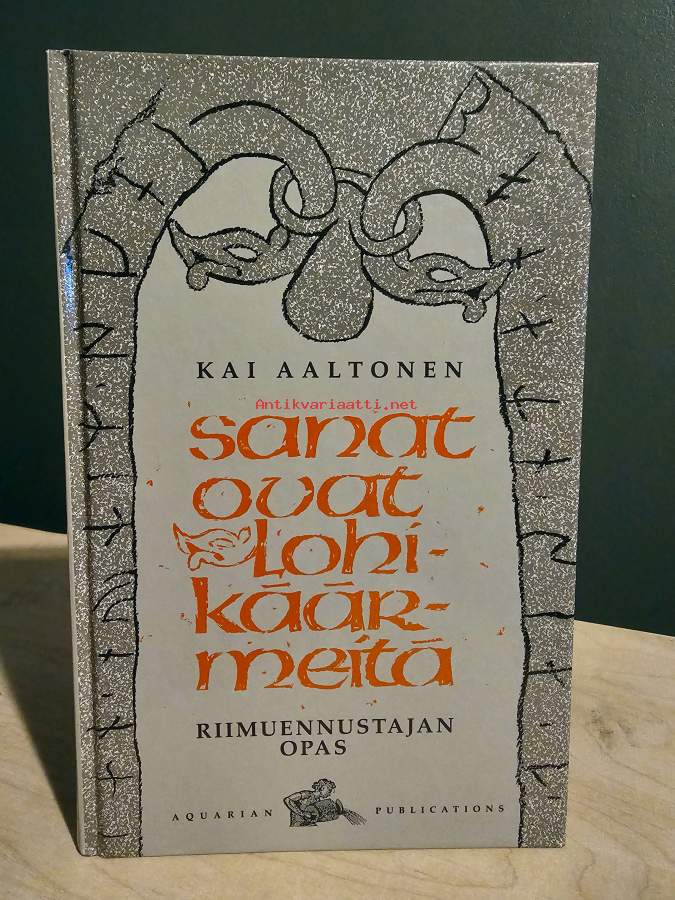 KAI AALTONEN
Antikvariaatti.net
sanat
ovat
Lohi-
käär-
meitä
RIIMUENNUSTAJAN
OPAS
AQUARIAN PUBLICATIONS